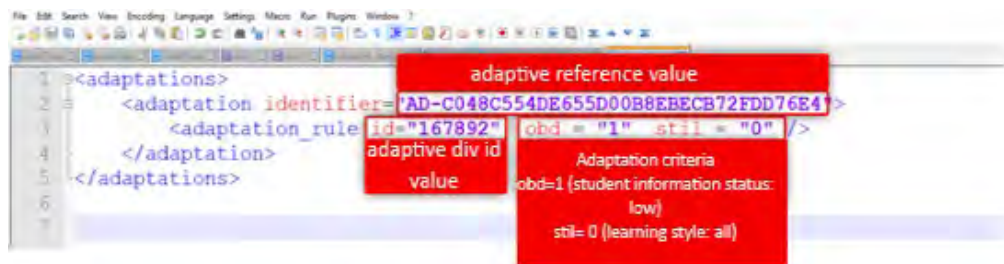 File Edit Search View Encoding Language Settings Macro Run Plugins Window ?
adaptive reference value
1 <adaptations>
2 <adaptation identifier="AD-C048C554DE655D00B8EBECB72FDD76E4">
3 <adaptation_rule id="167892" obd = "1" stil = "0" />
4 </adaptation>
adaptive div id
value
5 </adaptations>
6
7
Adaptation criteria
obd=1 (student information status:
low)
stil= 0 (learning style: all)